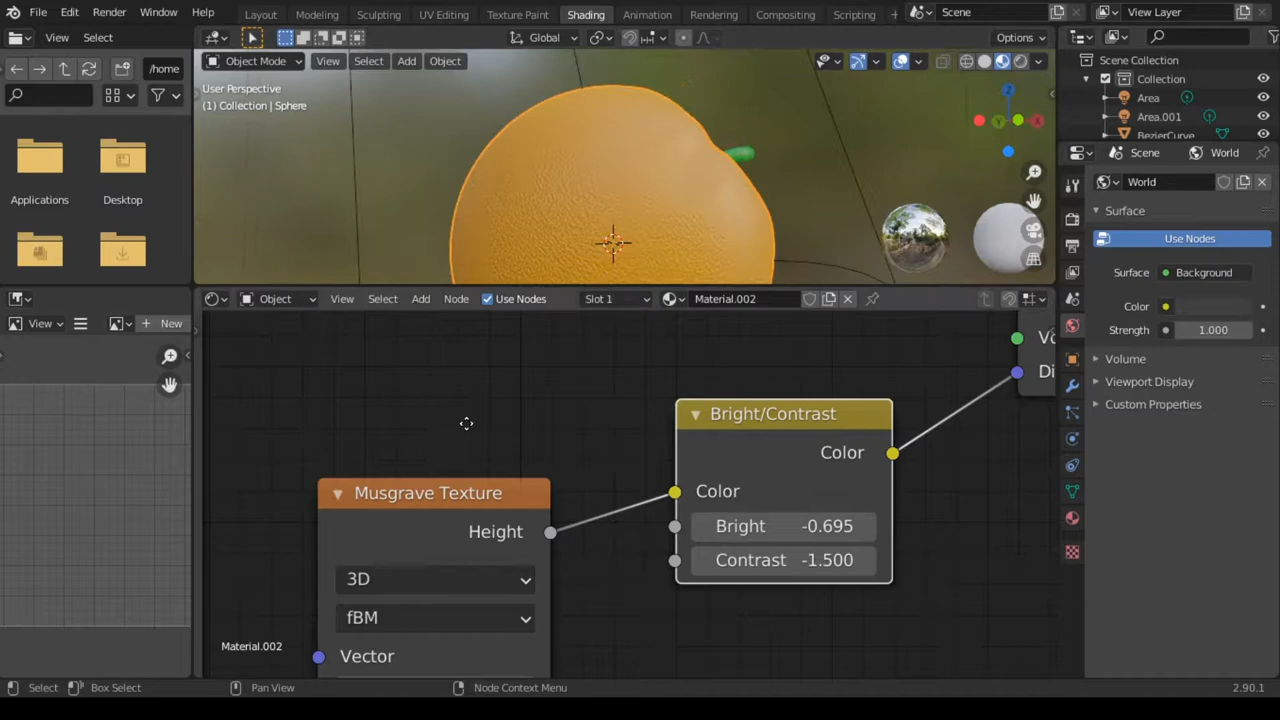 File Edit Render Window Help Layout Modeling Sculpting UV Editing Texture Paint Shading Animation Rendering Compositing Scripting + Scene View Layer
View Select Global Options
/home Object Mode View Select Add Object
Scene Collection
Collection
Area
Area.001
BezierCurve
User Perspective
(1) Collection | Sphere
Z
Y
X
Applications Desktop
Scene World
World
Surface
Use Nodes
Surface Background
Color
Strength 1.000
Volume
Viewport Display
Custom Properties
Object View Select Add Node Use Nodes Slot 1 Material.002
View + New
Bright/Contrast
Color
Color
Bright -0.695
Contrast -1.500
Musgrave Texture
Height
3D
fBM
Vector
Material.002
Select Box Select Pan View Node Context Menu 2.90.1